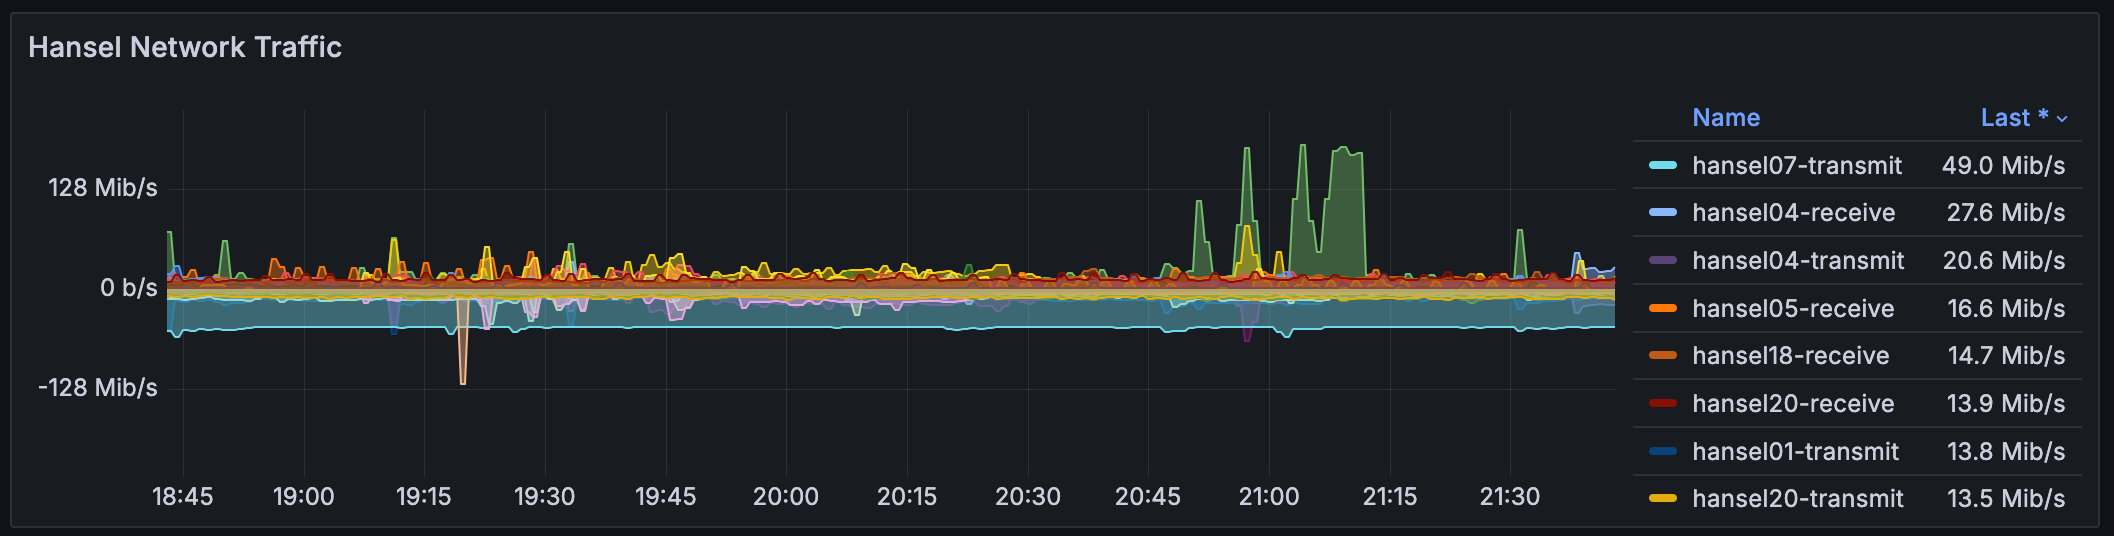 Hansel Network Traffic
128 Mib/s
0 b/s
-128 Mib/s
18:45 19:00 19:15 19:30 19:45 20:00 20:15 20:30 20:45 21:00 21:15 21:30
Name Last *
hansel07-transmit 49.0 Mib/s
hansel04-receive 27.6 Mib/s
hansel04-transmit 20.6 Mib/s
hansel05-receive 16.6 Mib/s
hansel18-receive 14.7 Mib/s
hansel20-receive 13.9 Mib/s
hansel01-transmit 13.8 Mib/s
hansel20-transmit 13.5 Mib/s